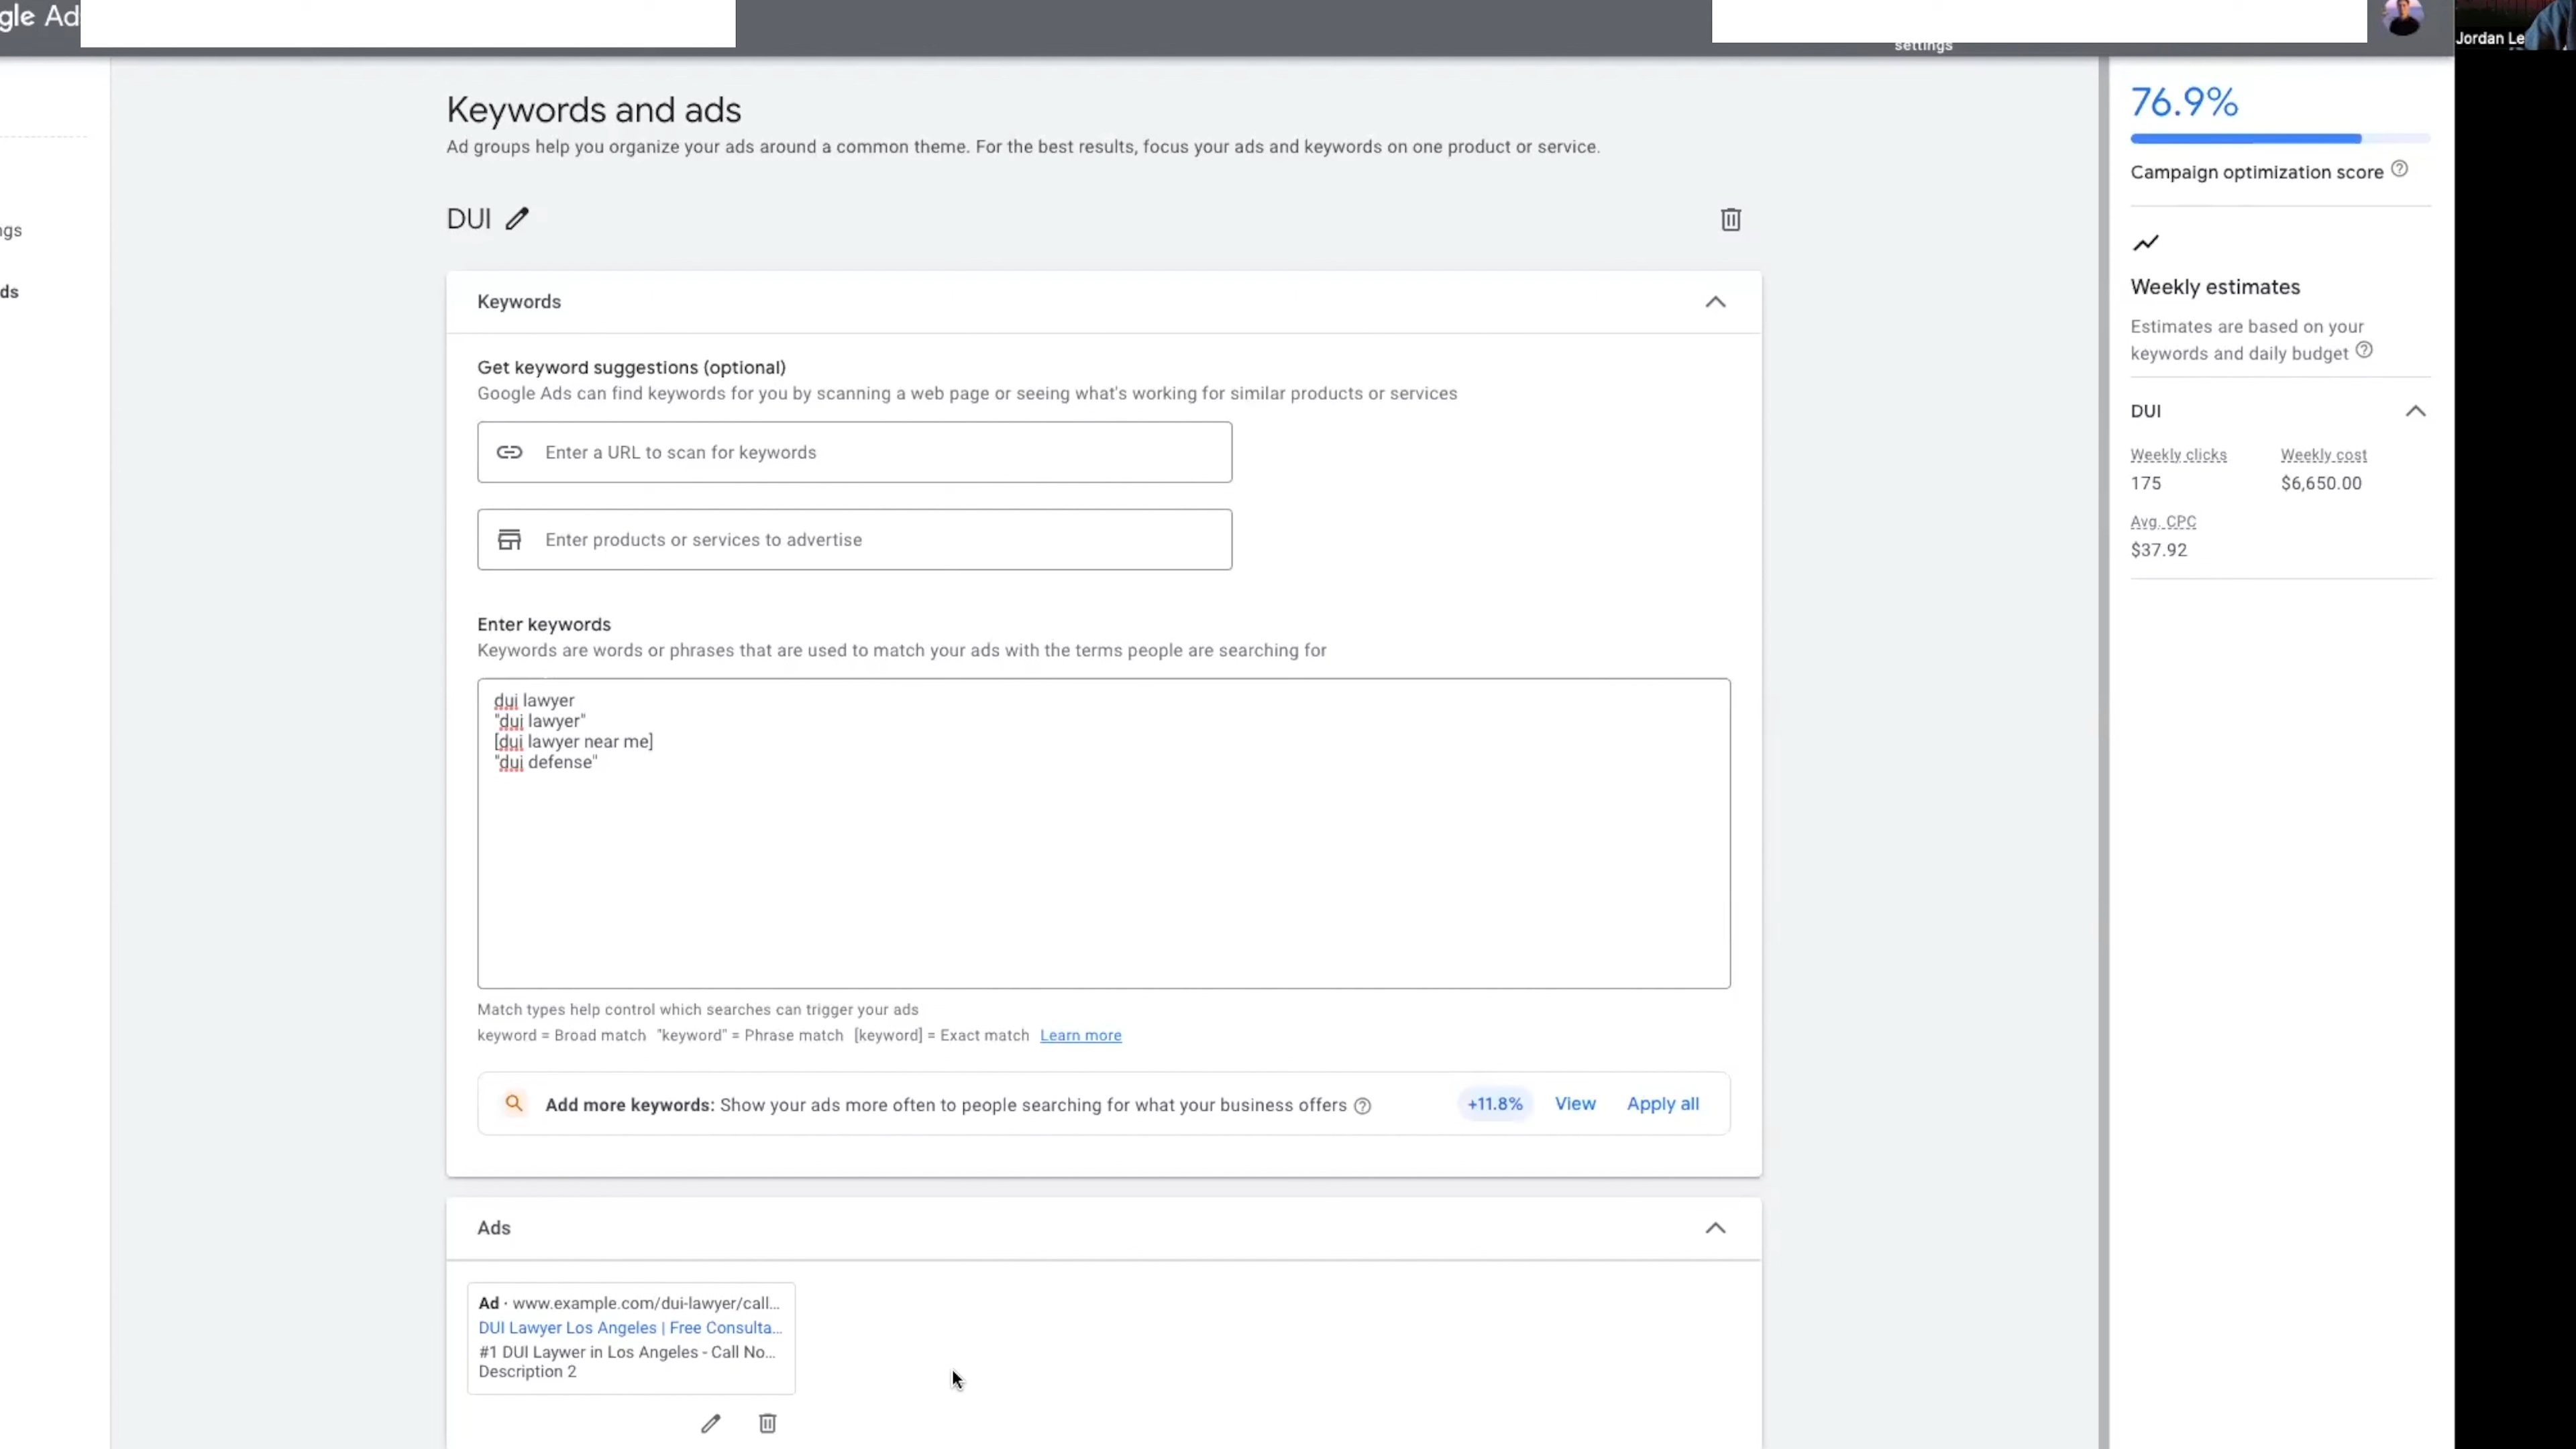 gle Ad
settings
Jordan Le
ngs
ds
Keywords and ads
Ad groups help you organize your ads around a common theme. For the best results, focus your ads and keywords on one product or service.
DUI
Keywords
Get keyword suggestions (optional)
Google Ads can find keywords for you by scanning a web page or seeing what's working for similar products or services
Enter a URL to scan for keywords
Enter products or services to advertise
Enter keywords
Keywords are words or phrases that are used to match your ads with the terms people are searching for
dui lawyer
"dui lawyer"
[dui lawyer near me]
"dui defense"
Match types help control which searches can trigger your ads
keyword = Broad match "keyword" = Phrase match [keyword] = Exact match Learn more
Add more keywords: Show your ads more often to people searching for what your business offers +11.8% View Apply all
Ads
Ad · www.example.com/dui-lawyer/call...
DUI Lawyer Los Angeles | Free Consulta...
#1 DUI Laywer in Los Angeles - Call No...
Description 2
76.9%
Campaign optimization score
Weekly estimates
Estimates are based on your
keywords and daily budget
DUI
Weekly clicks Weekly cost
175 $6,650.00
Avg. CPC
$37.92